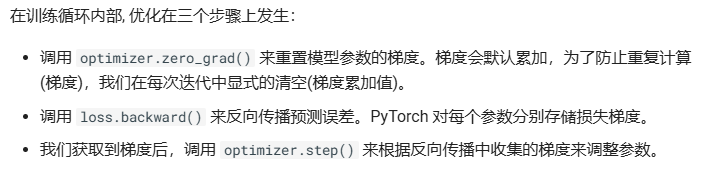 在训练循环内部, 优化在三个步骤上发生：
• 调用 optimizer.zero_grad() 来重置模型参数的梯度。梯度会默认累加，为了防止重复计算
(梯度)，我们在每次迭代中显式的清空(梯度累加值)。
• 调用 loss.backward() 来反向传播预测误差。PyTorch 对每个参数分别存储损失梯度。
• 我们获取到梯度后，调用 optimizer.step() 来根据反向传播中收集的梯度来调整参数。